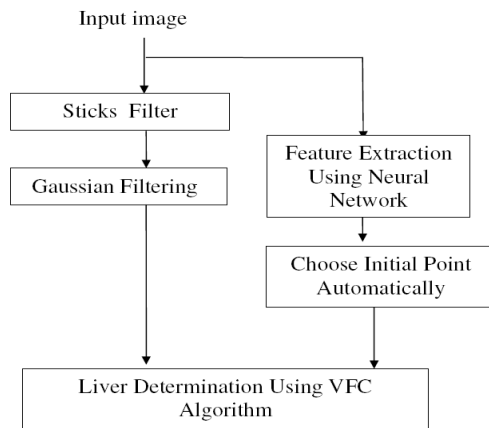 Input image
Sticks Filter
Gaussian Filtering
Feature Extraction
Using Neural
Network
Choose Initial Point
Automatically
Liver Determination Using VFC
Algorithm